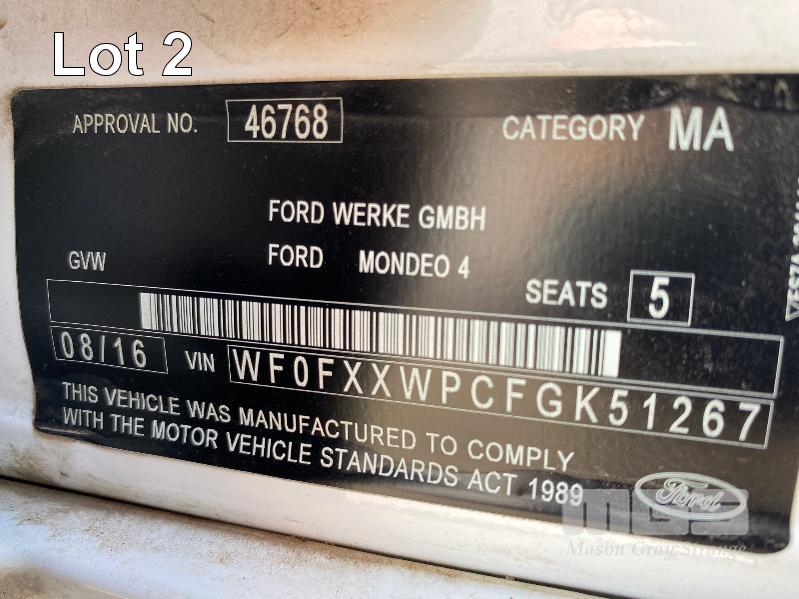 Lot 2
APPROVAL NO. 46768 CATEGORY MA
FORD WERKE GMBH
FORD MONDEO 4
GVW
SEATS 5
08/16 VIN WF0FXXWPCFGK51267
THIS VEHICLE WAS MANUFACTURED TO COMPLY
WITH THE MOTOR VEHICLE STANDARDS ACT 1989
Ford
MGS
Mason Gray Strange